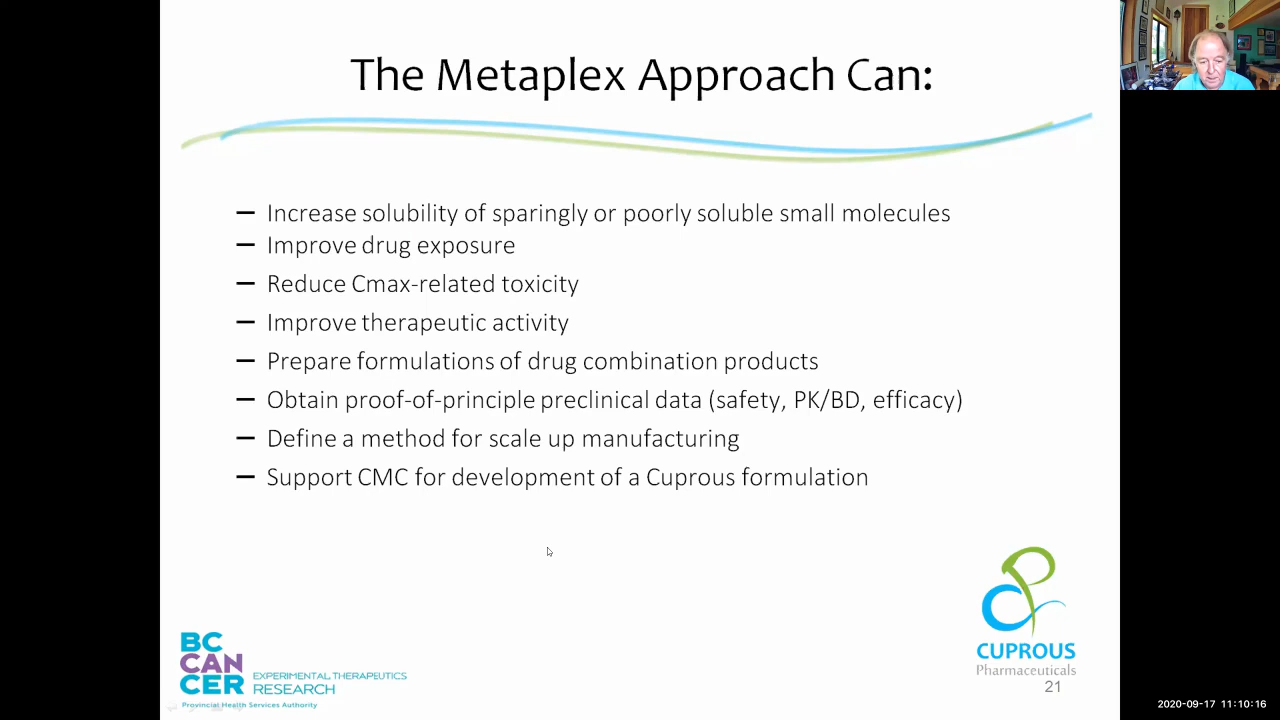 The Metaplex Approach Can:
— Increase solubility of sparingly or poorly soluble small molecules
— Improve drug exposure
— Reduce Cmax-related toxicity
— Improve therapeutic activity
— Prepare formulations of drug combination products
— Obtain proof-of-principle preclinical data (safety, PK/BD, efficacy)
— Define a method for scale up manufacturing
— Support CMC for development of a Cuprous formulation
BC
CAN
CER
EXPERIMENTAL THERAPEUTICS
RESEARCH
Provincial Health Services Authority
CUPROUS
Pharmaceuticals
21
2020-09-17 11:10:16